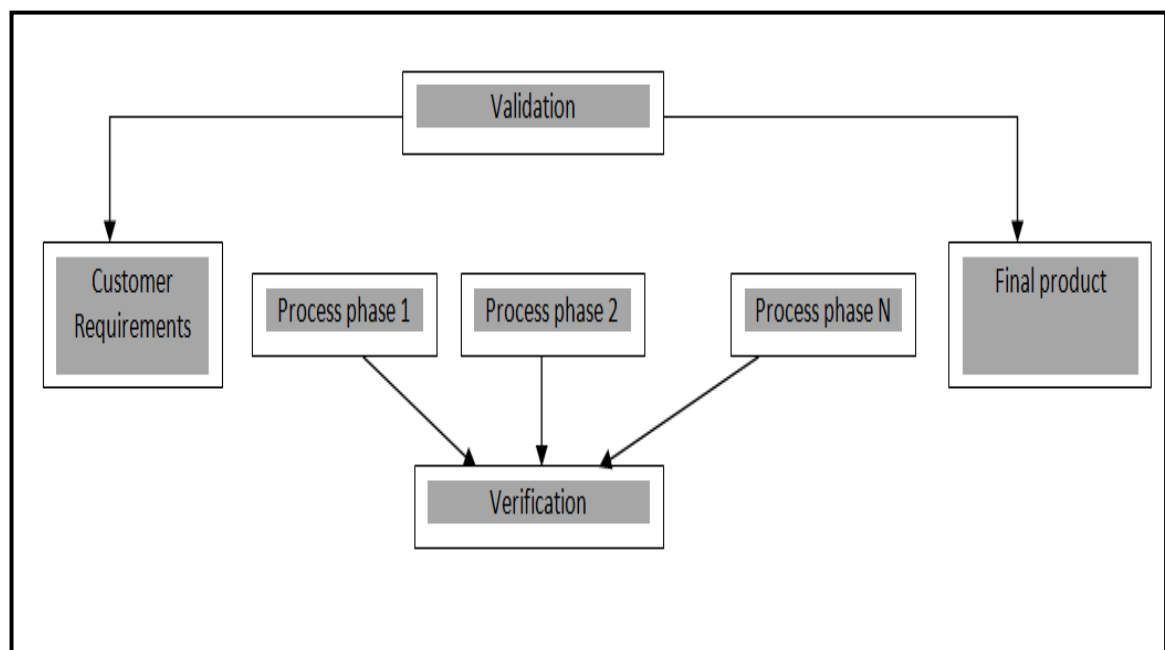 Validation
Customer
Requirements
Process phase 1
Process phase 2
Process phase N
Final product
Verification